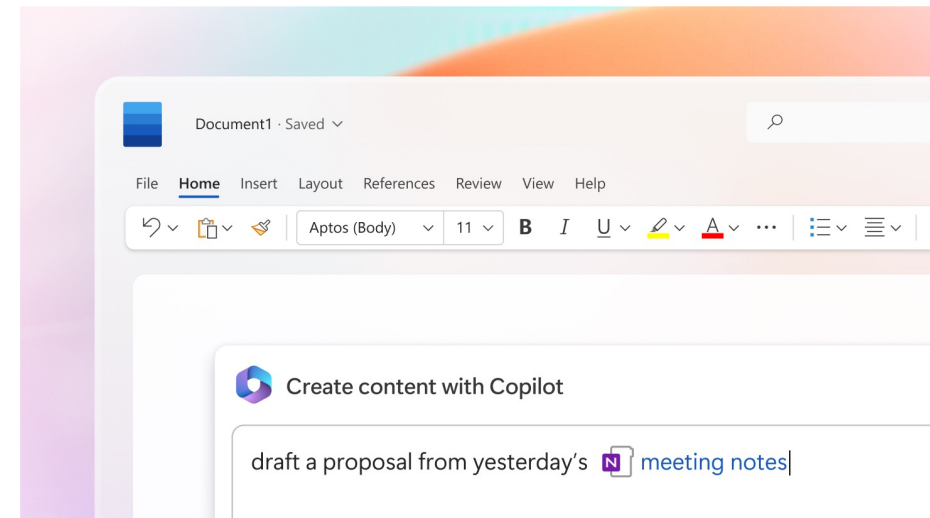 Document1 · Saved
File Home Insert Layout References Review View Help
Aptos (Body) 11 B I U A
Create content with Copilot
draft a proposal from yesterday's N meeting notes